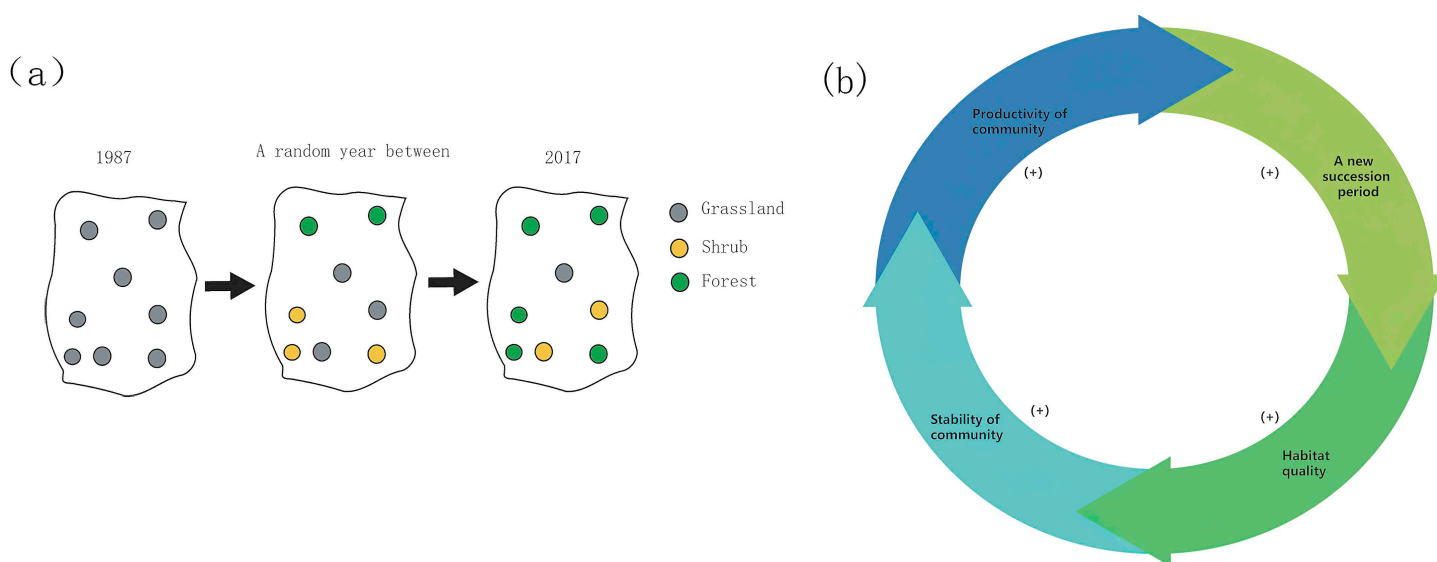 (a)
1987
A random year between
2017
Grassland
Shrub
Forest
(b)
Productivity of
community
(+)
(+)
A new
succession
period
Stability of
community
(+)
(+)
Habitat
quality